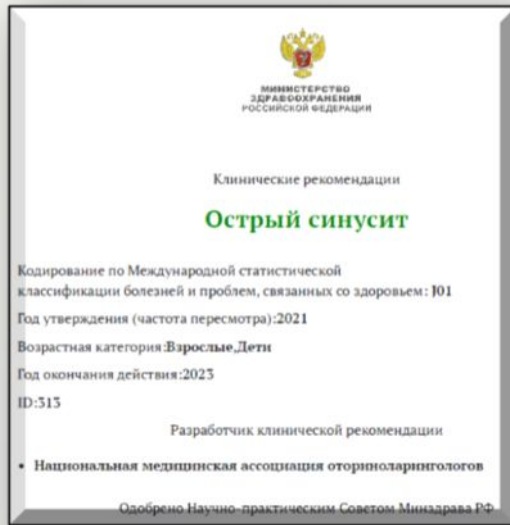 МИНИСТЕРСТВО
ЗДРАВООХРАНЕНИЯ
РОССИЙСКОЙ ФЕДЕРАЦИИ
Клинические рекомендации
Острый синусит
Кодирование по Международной статистической
классификации болезней и проблем, связанных со здоровьем: J01
Год утверждения (частота пересмотра):2021
Возрастная категория:Взрослые,Дети
Год окончания действия:2023
ID:313
Разработчик клинической рекомендации
• Национальная медицинская ассоциация оториноларингологов
Одобрено Научно-практическим Советом Минздрава РФ